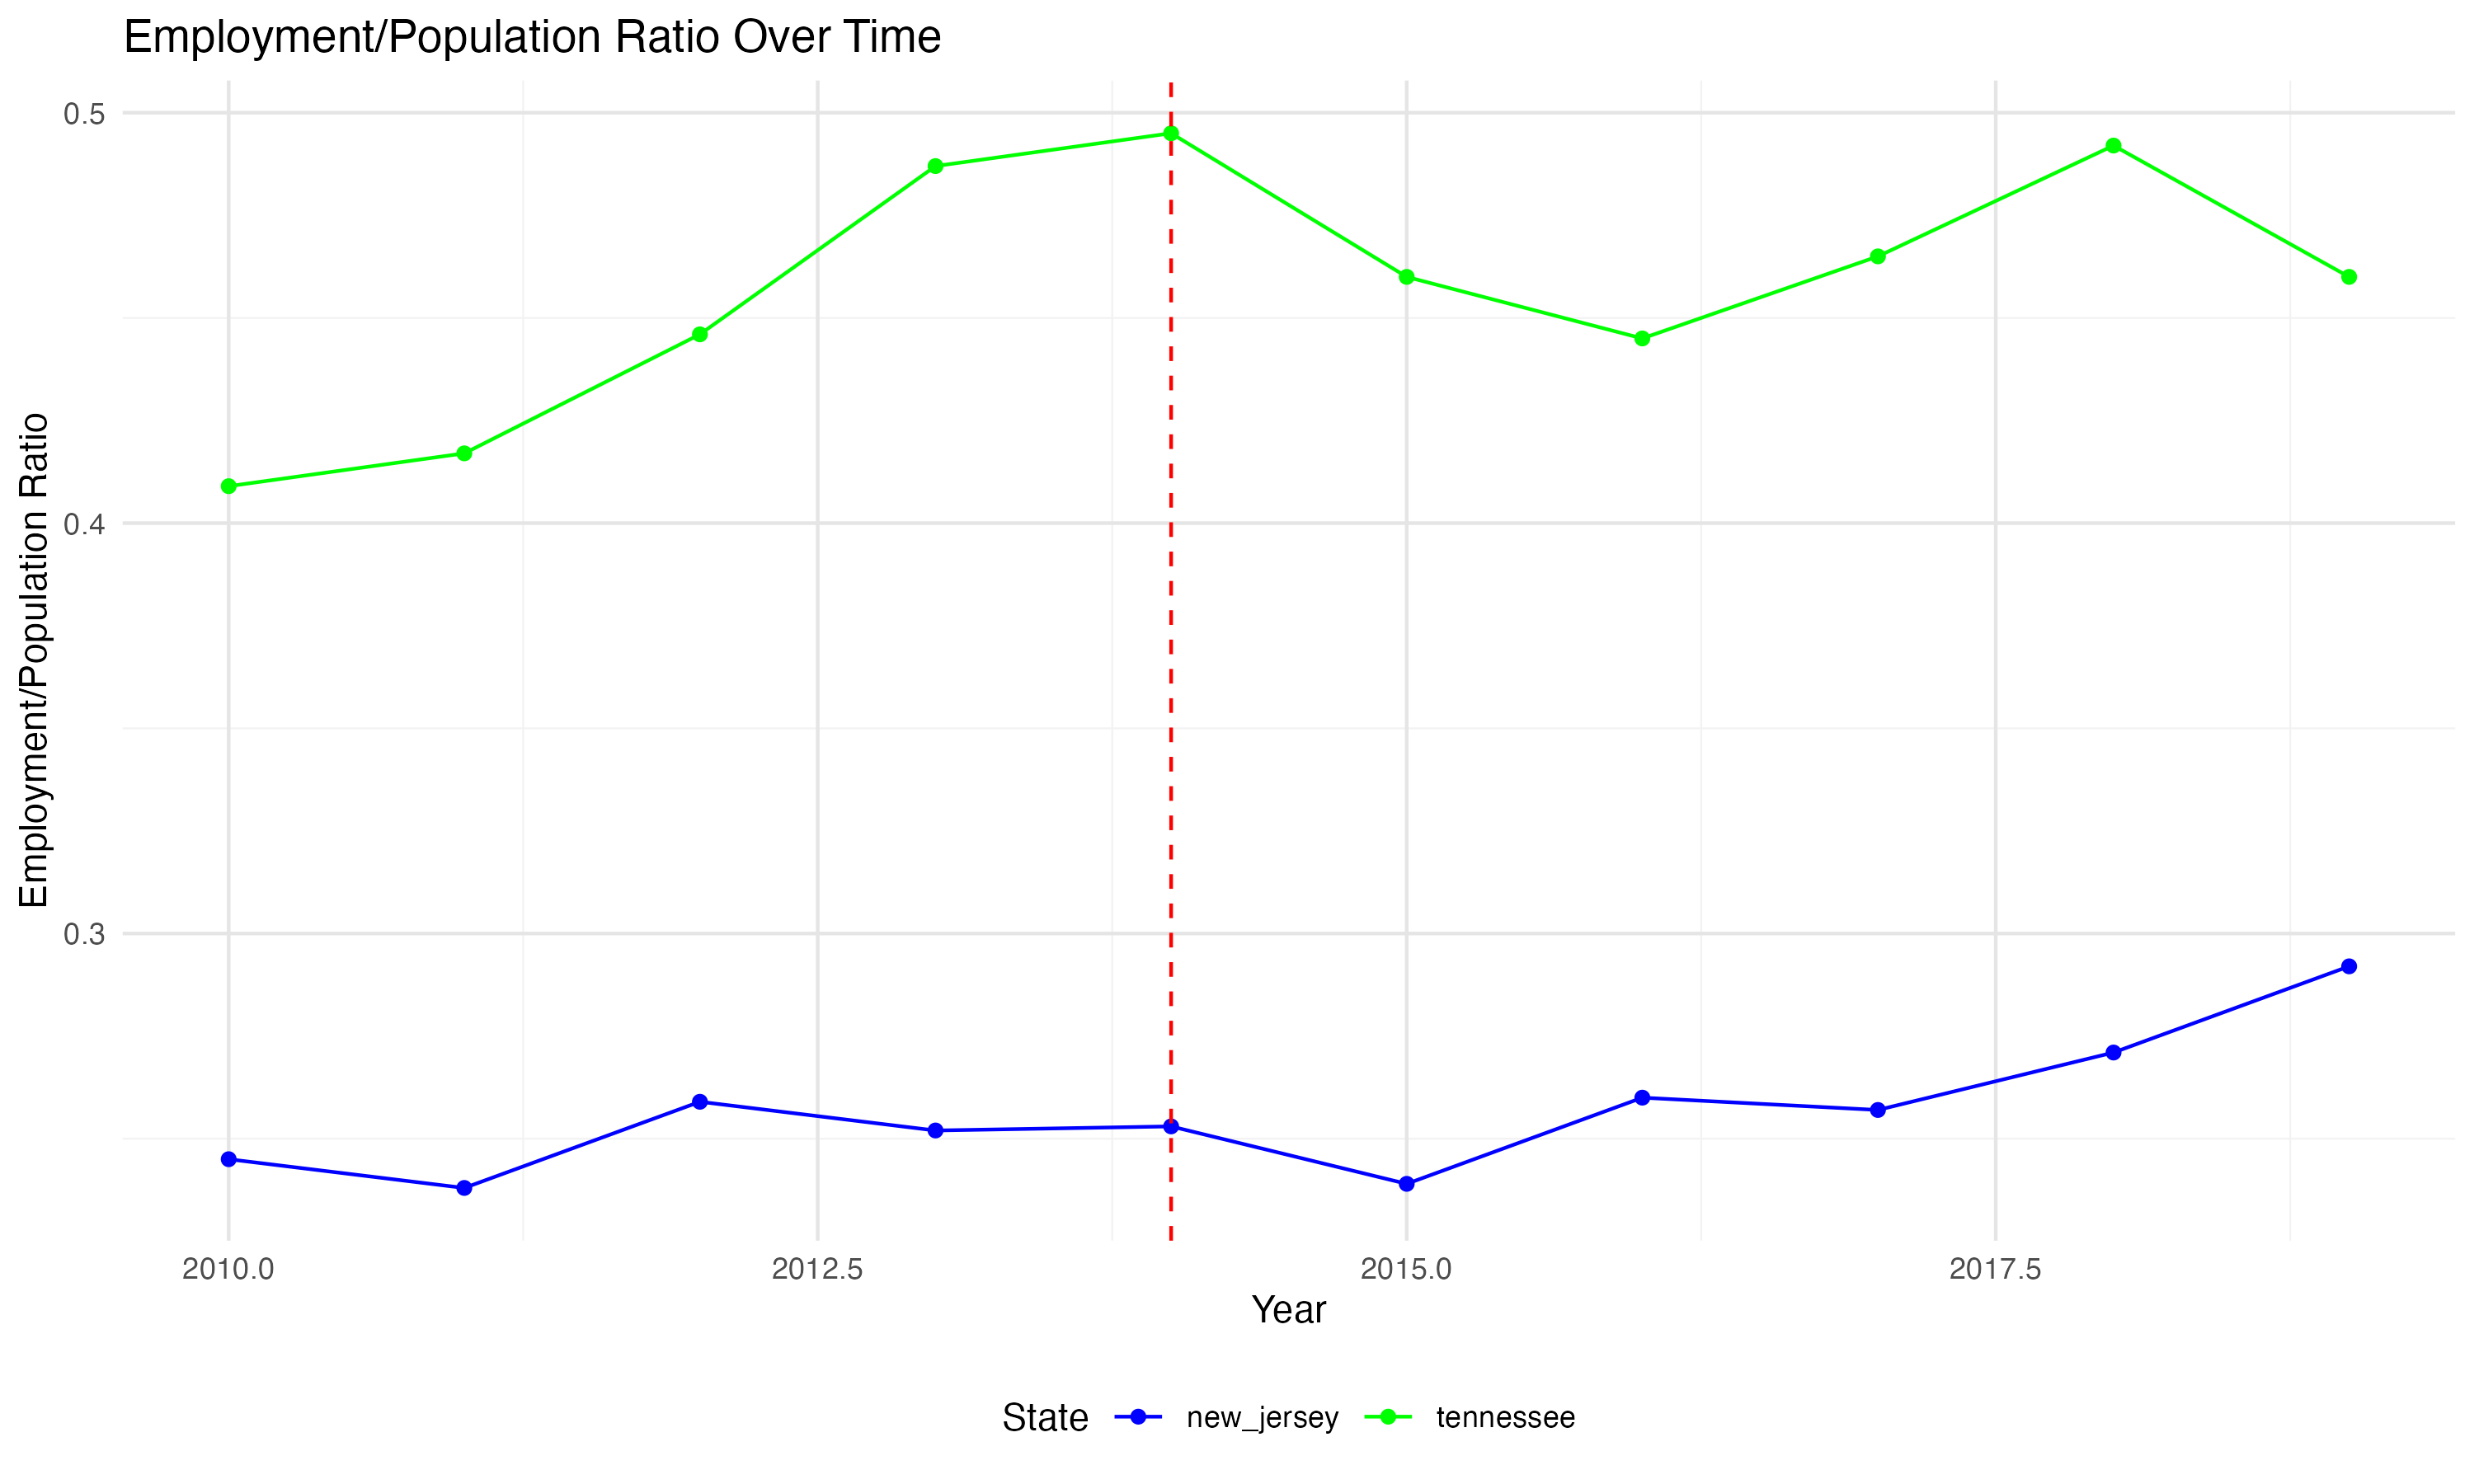 Employment/Population Ratio Over Time
Employment/Population Ratio
0.5
0.4
0.3
2010.0 2012.5 2015.0 2017.5
Year
State new_jersey tennessee